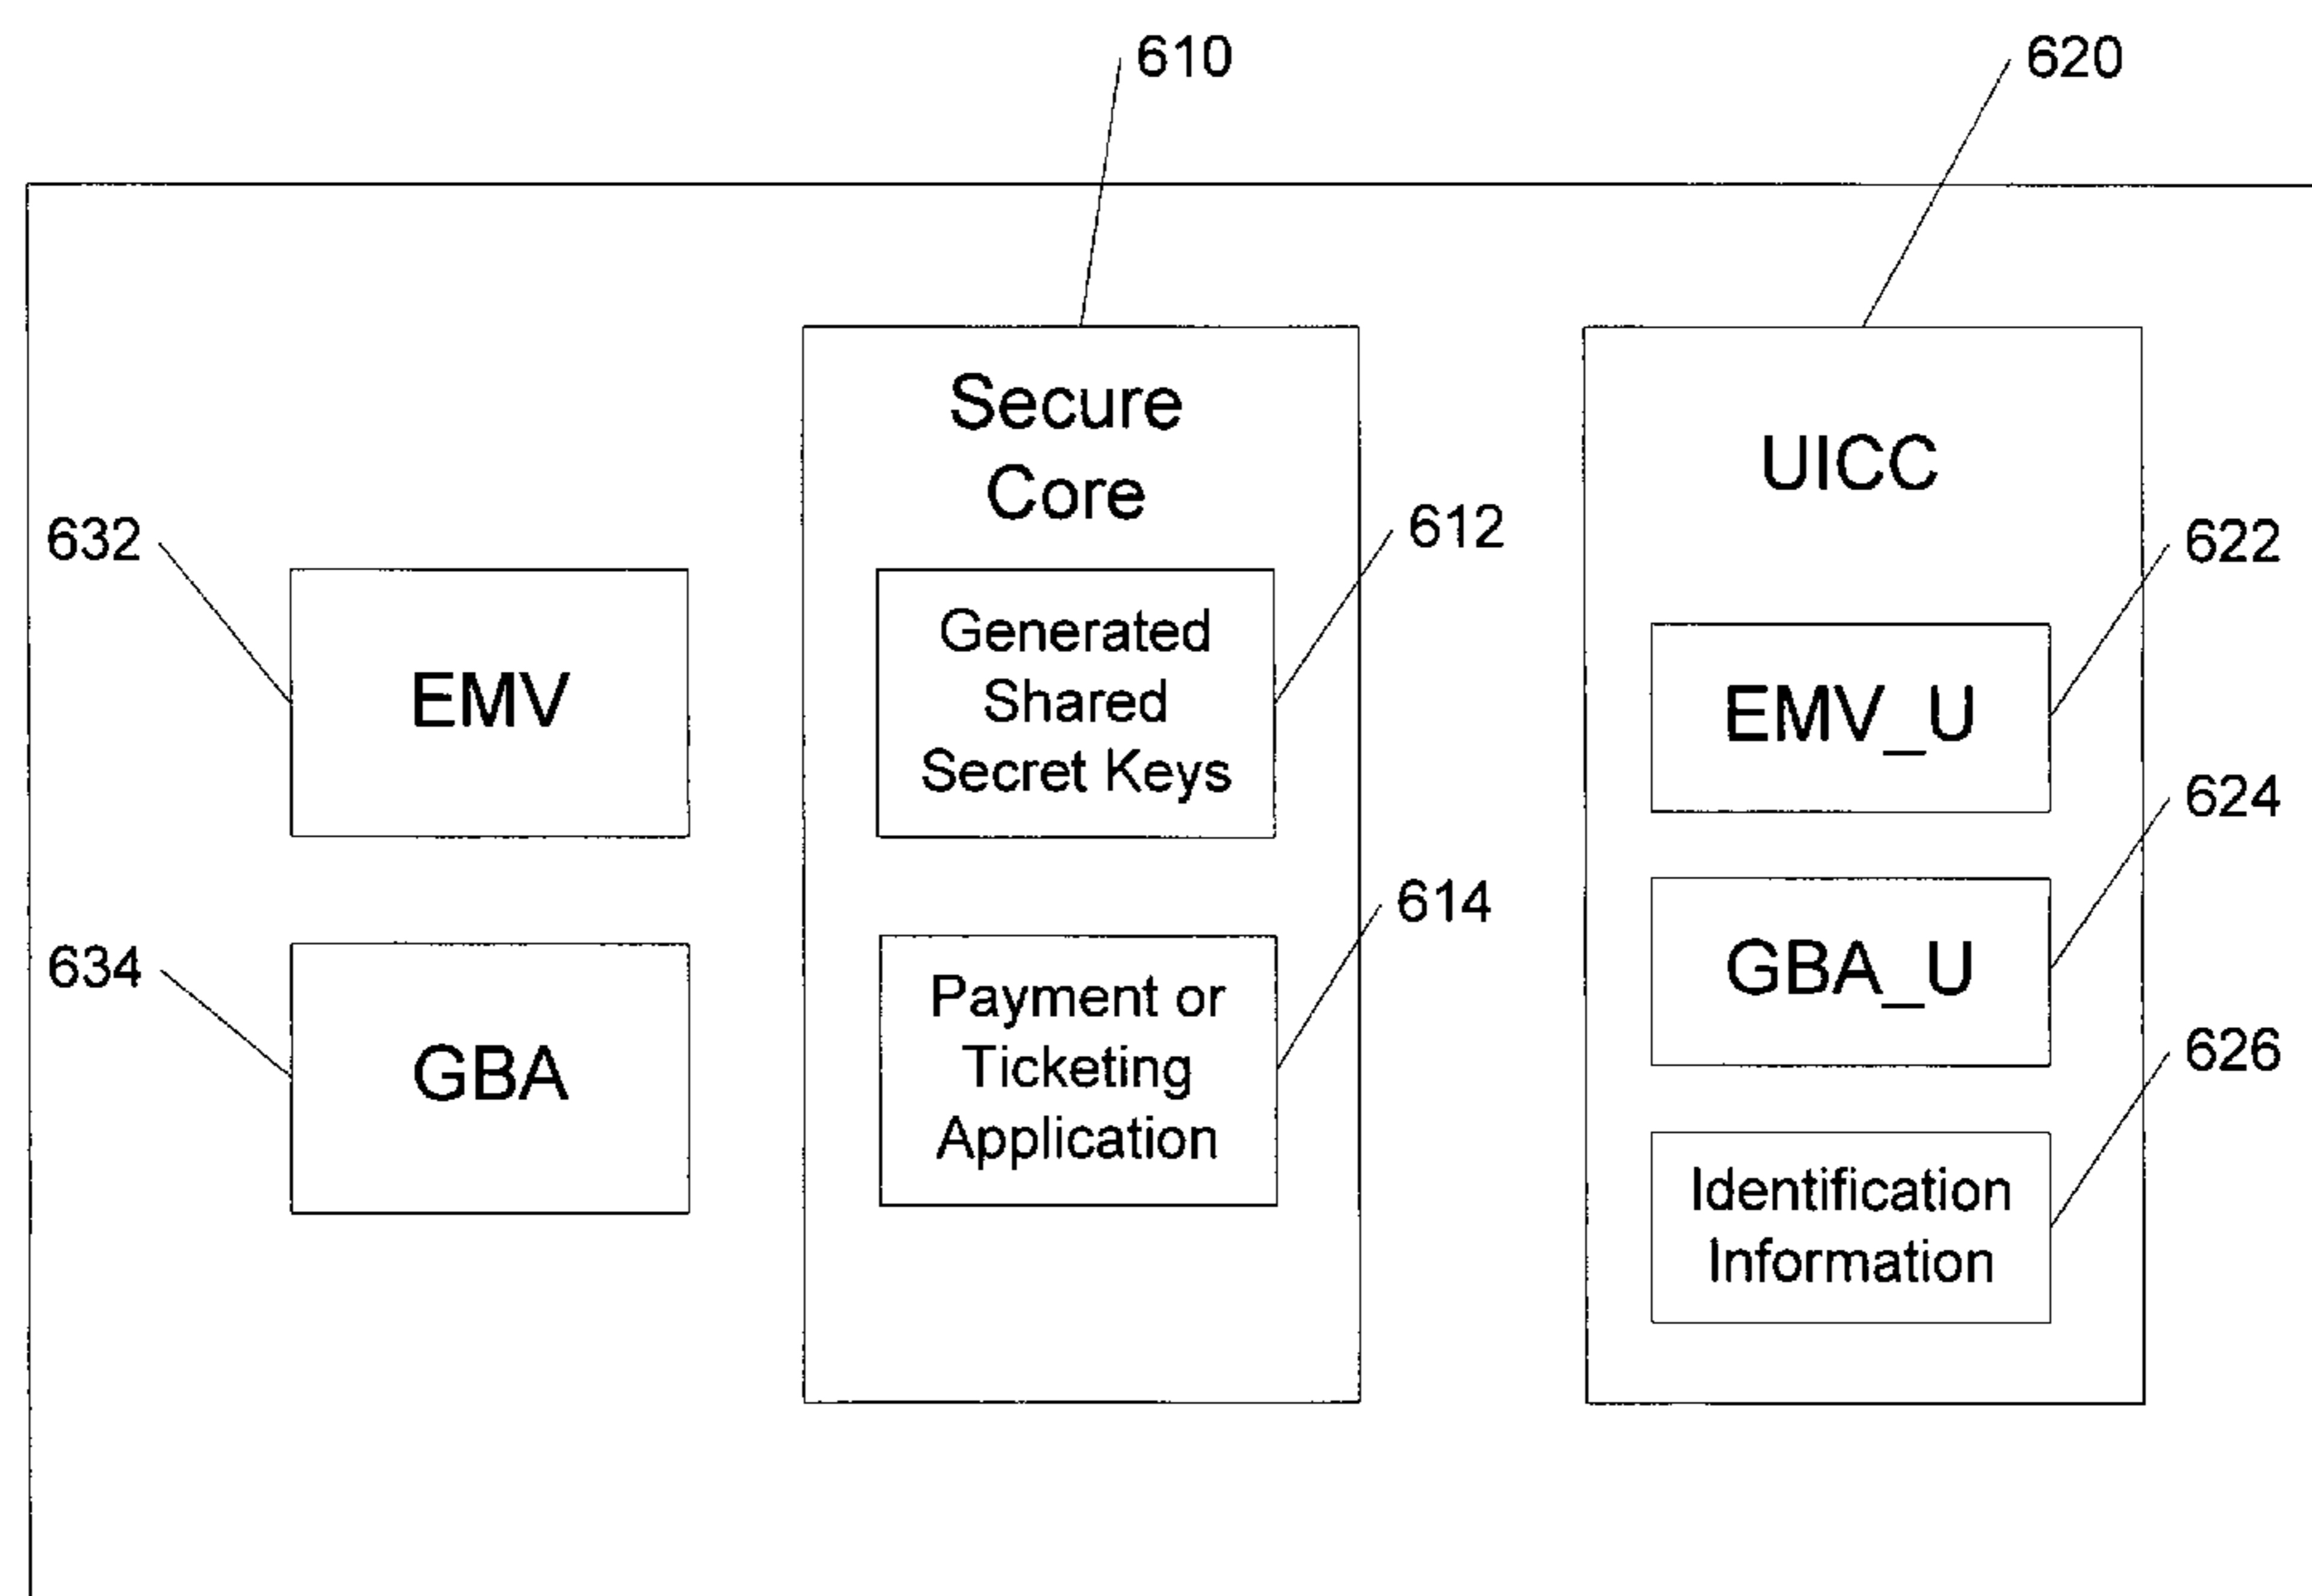 610
620
Secure
Core
UICC
632
612
622
EMV
Generated
Shared
Secret Keys
EMV_U
624
634
614
GBA
Payment or
Ticketing
Application
GBA_U
626
Identification
Information